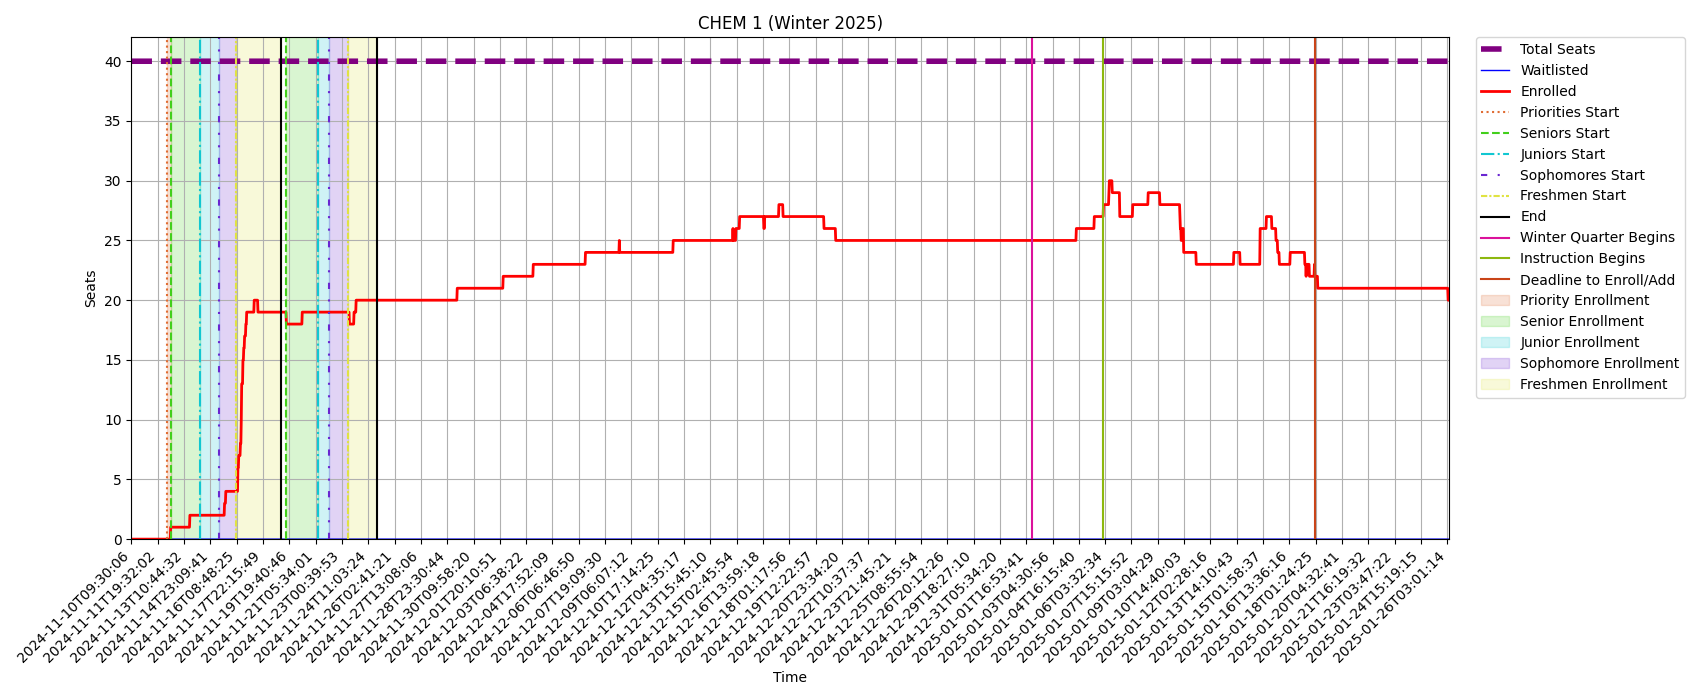 CHEM 1 (Winter 2025)
Seats
40
35
30
25
20
15
10
5
0
2024-11-10T09:30:06
2024-11-11T19:32:02
2024-11-13T10:44:32
2024-11-14T23:09:41
2024-11-16T08:48:25
2024-11-17T22:15:49
2024-11-19T19:40:46
2024-11-21T05:34:01
2024-11-23T00:39:53
2024-11-24T11:03:24
2024-11-26T02:41:21
2024-11-27T13:08:06
2024-11-28T23:30:44
2024-11-30T09:58:20
2024-12-01T20:10:51
2024-12-03T06:38:22
2024-12-04T17:52:09
2024-12-06T06:46:50
2024-12-07T19:09:30
2024-12-09T06:07:12
2024-12-10T17:14:25
2024-12-12T04:35:17
2024-12-13T15:45:10
2024-12-15T02:45:54
2024-12-16T13:59:18
2024-12-18T01:17:56
2024-12-19T12:22:57
2024-12-20T23:34:20
2024-12-22T10:37:37
2024-12-23T21:45:21
2024-12-25T08:55:54
2024-12-26T20:12:26
2024-12-29T18:27:10
2024-12-31T05:34:20
2025-01-01T16:53:41
2025-01-03T04:30:56
2025-01-04T16:15:40
2025-01-06T03:32:34
2025-01-07T15:15:52
2025-01-09T03:04:29
2025-01-10T14:40:03
2025-01-12T02:28:16
2025-01-13T14:10:43
2025-01-15T01:58:37
2025-01-16T13:36:16
2025-01-18T01:24:25
2025-01-20T04:32:41
2025-01-21T16:19:32
2025-01-23T03:47:22
2025-01-24T15:19:15
2025-01-26T03:01:14
Time
Total Seats
Waitlisted
Enrolled
Priorities Start
Seniors Start
Juniors Start
Sophomores Start
Freshmen Start
End
Winter Quarter Begins
Instruction Begins
Deadline to Enroll/Add
Priority Enrollment
Senior Enrollment
Junior Enrollment
Sophomore Enrollment
Freshmen Enrollment